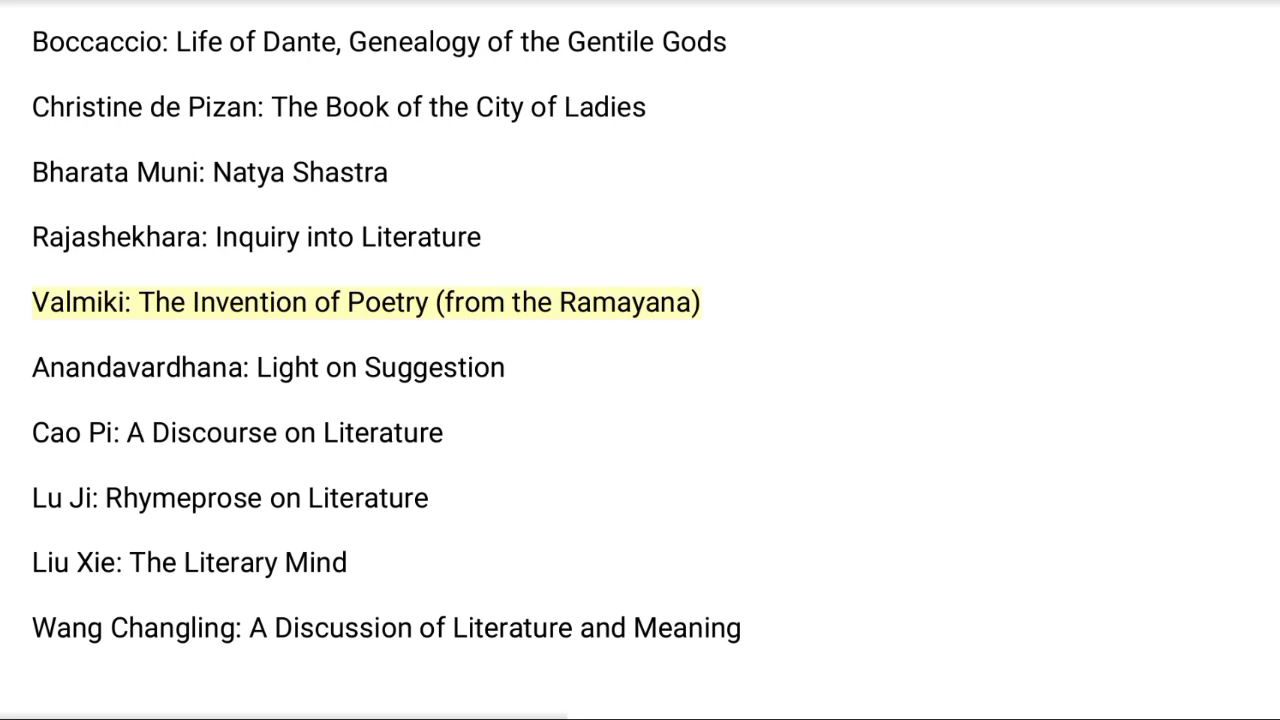 Boccaccio: Life of Dante, Genealogy of the Gentile Gods
Christine de Pizan: The Book of the City of Ladies
Bharata Muni: Natya Shastra
Rajashekhara: Inquiry into Literature
Valmiki: The Invention of Poetry (from the Ramayana)
Anandavardhana: Light on Suggestion
Cao Pi: A Discourse on Literature
Lu Ji: Rhymeprose on Literature
Liu Xie: The Literary Mind
Wang Changling: A Discussion of Literature and Meaning